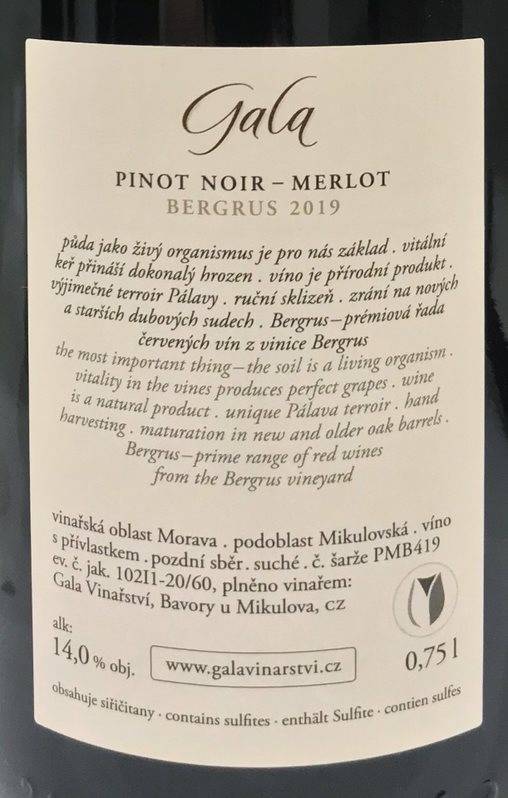 Gala
PINOT NOIR – MERLOT
BERGRUS 2019
půda jako živý organismus je pro nás základ . vitální
keř přináší dokonalý hrozen . víno je přírodní produkt .
výjimečné terroir Pálavy . ruční sklizeň . zrání na nových
a starších dubových sudech . Bergrus—prémiová řada
červených vín z vinice Bergrus
the most important thing—the soil is a living organism .
vitality in the vines produces perfect grapes . wine
is a natural product . unique Pálava terroir . hand
harvesting . maturation in new and older oak barrels .
Bergrus—prime range of red wines
from the Bergrus vineyard
vinařská oblast Morava . podoblast Mikulovská . víno
s přívlastkem . pozdní sběr . suché . č. šarže PMB419
ev. č. jak. 102I1-20/60, plněno vinařem:
Gala Vinařství, Bavory u Mikulova, CZ
alk:
14,0 % obj.
www.galavinarstvi.cz
0,75 l
obsahuje siřičitany · contains sulfites · enthält Sulfite · contien sulfes